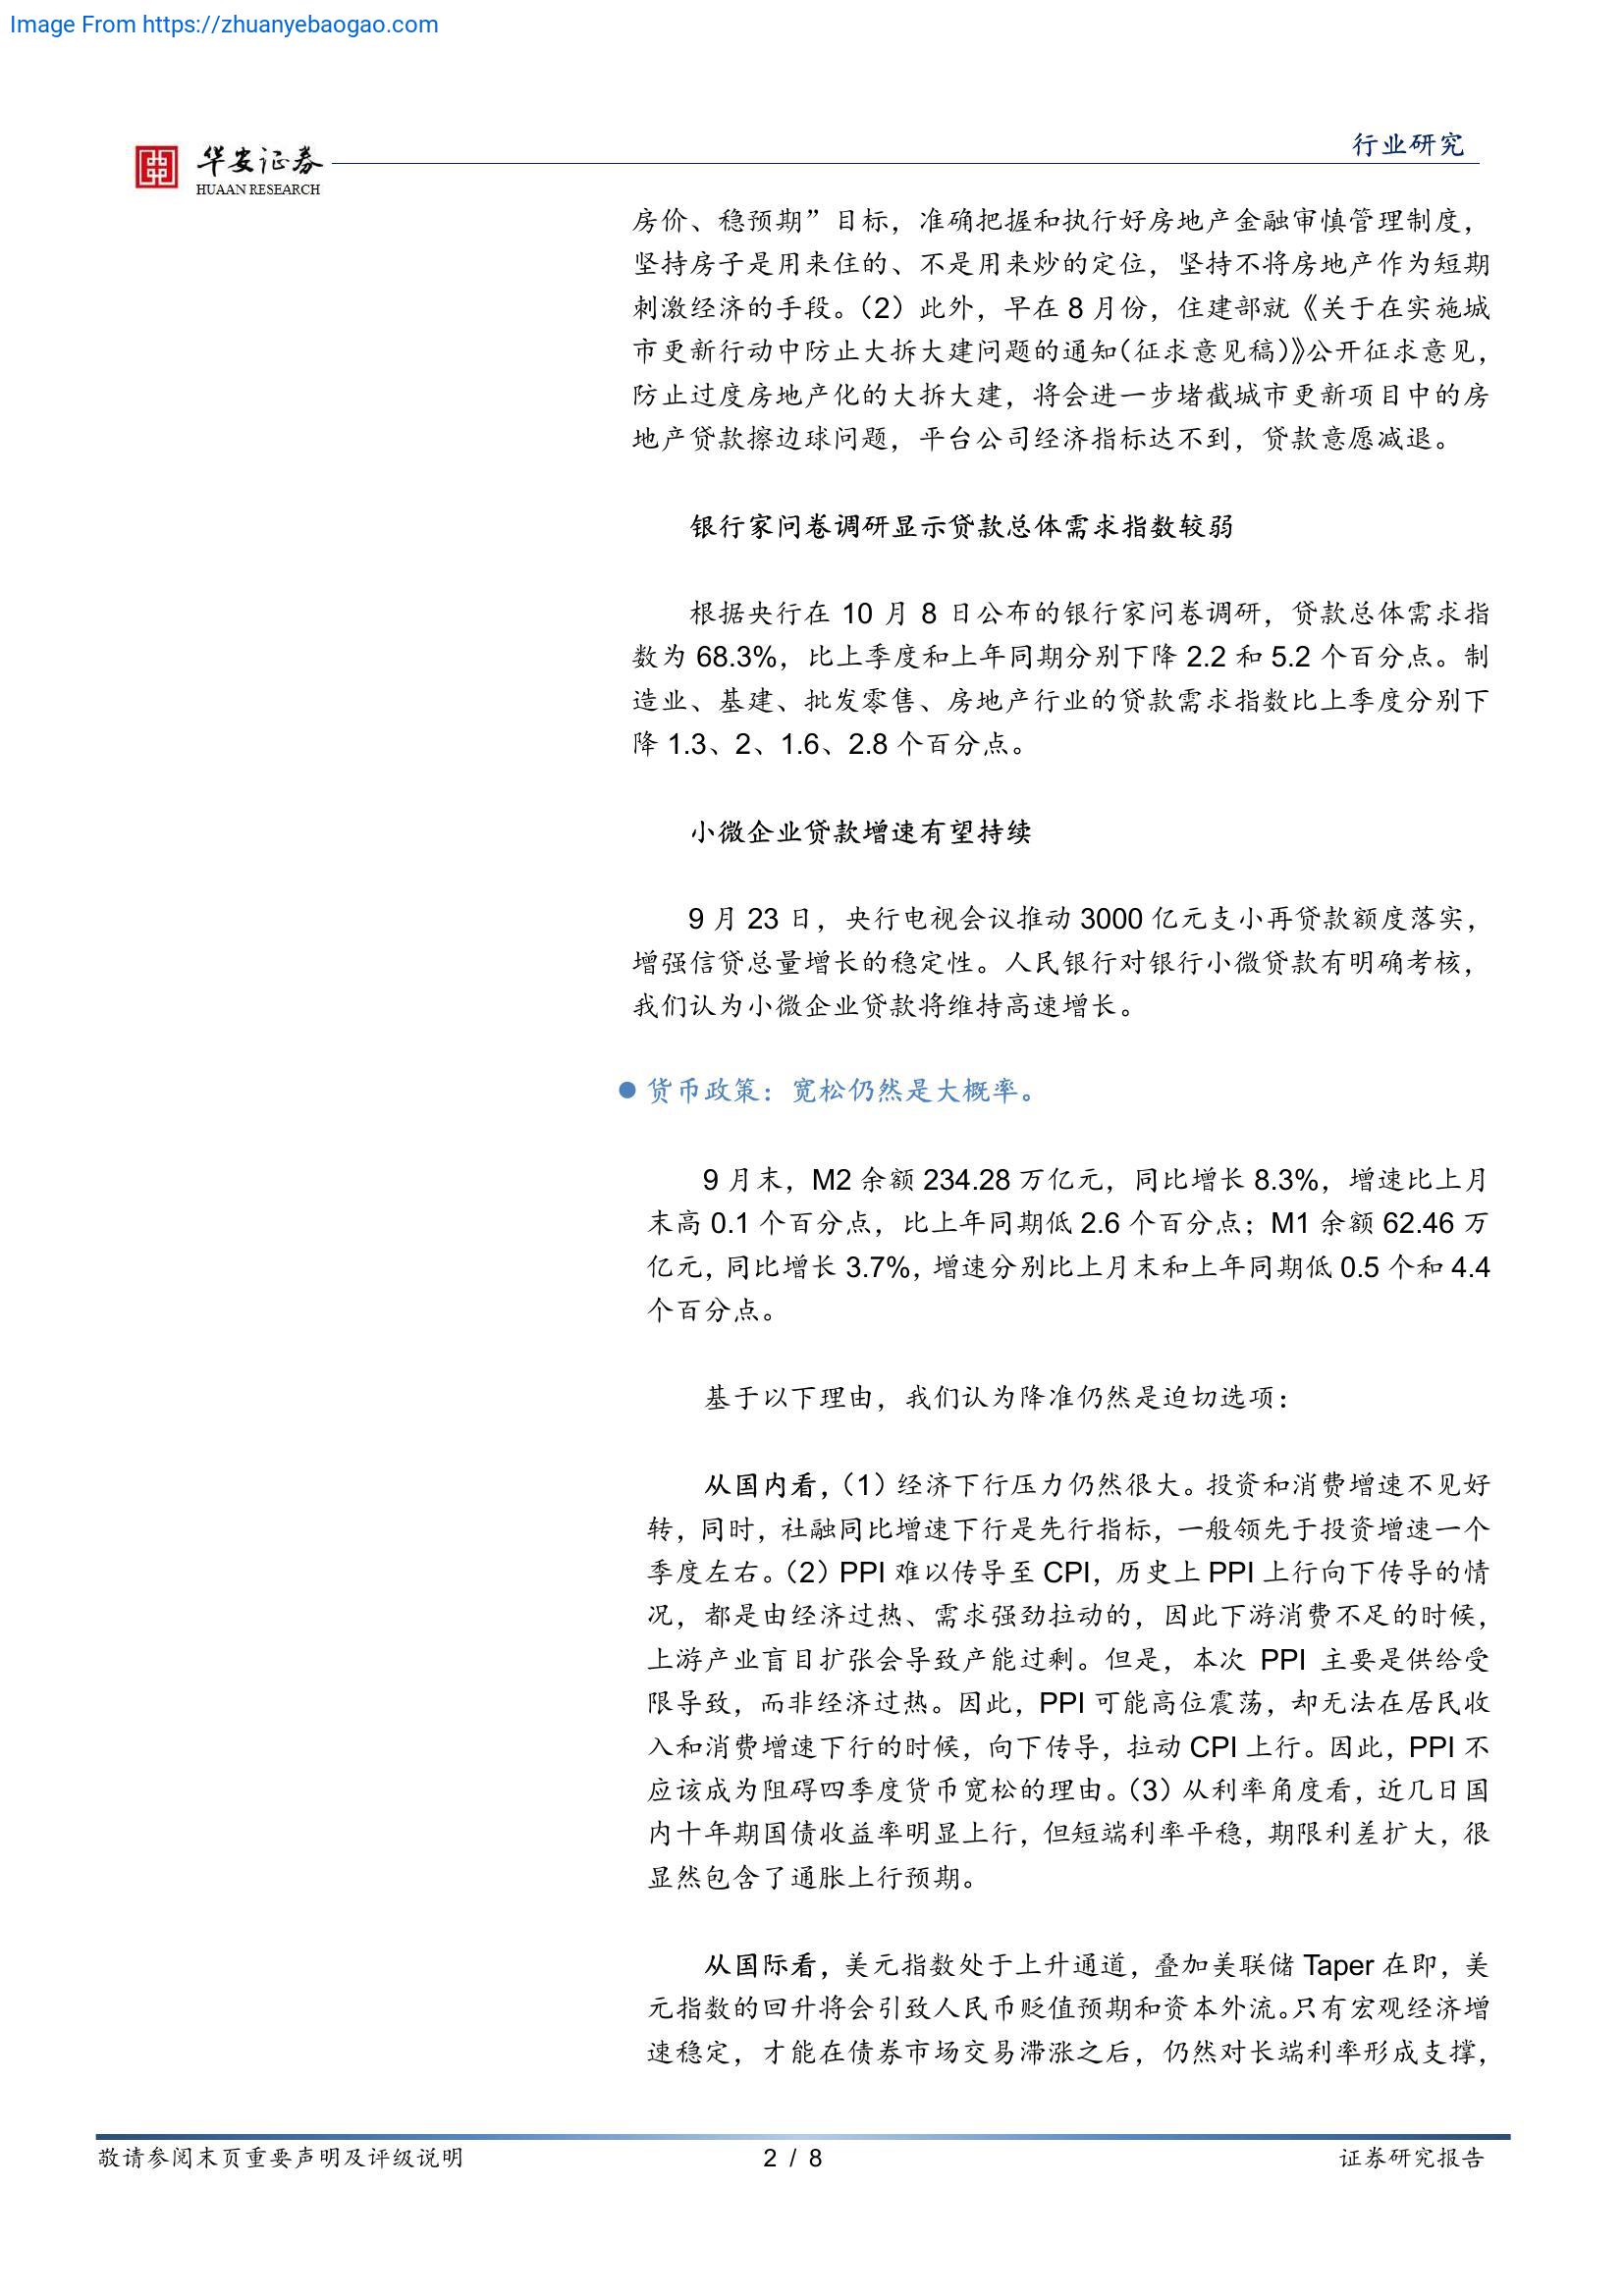 Image From https://zhuanyebaogao.com
华安证券
HUAAN RESEARCH
行业研究
房价、稳预期”目标，准确把握和执行好房地产金融审慎管理制度，
坚持房子是用来住的、不是用来炒的定位，坚持不将房地产作为短期
刺激经济的手段。（2）此外，早在 8 月份，住建部就《关于在实施城
市更新行动中防止大拆大建问题的通知（征求意见稿）》公开征求意见，
防止过度房地产化的大拆大建，将会进一步堵截城市更新项目中的房
地产贷款擦边球问题，平台公司经济指标达不到，贷款意愿减退。
银行家问卷调研显示贷款总体需求指数较弱
根据央行在 10 月 8 日公布的银行家问卷调研，贷款总体需求指
数为 68.3%，比上季度和上年同期分别下降 2.2 和 5.2 个百分点。制
造业、基建、批发零售、房地产行业的贷款需求指数比上季度分别下
降 1.3、2、1.6、2.8 个百分点。
小微企业贷款增速有望持续
9 月 23 日，央行电视会议推动 3000 亿元支小再贷款额度落实，
增强信贷总量增长的稳定性。人民银行对银行小微贷款有明确考核，
我们认为小微企业贷款将维持高速增长。
● 货币政策：宽松仍然是大概率。
9 月末，M2 余额 234.28 万亿元，同比增长 8.3%，增速比上月
末高 0.1 个百分点，比上年同期低 2.6 个百分点；M1 余额 62.46 万
亿元，同比增长 3.7%，增速分别比上月末和上年同期低 0.5 个和 4.4
个百分点。
基于以下理由，我们认为降准仍然是迫切选项：
从国内看，（1）经济下行压力仍然很大。投资和消费增速不见好
转，同时，社融同比增速下行是先行指标，一般领先于投资增速一个
季度左右。（2）PPI 难以传导至 CPI，历史上 PPI 上行向下传导的情
况，都是由经济过热、需求强劲拉动的，因此下游消费不足的时候，
上游产业盲目扩张会导致产能过剩。但是，本次 PPI 主要是供给受
限导致，而非经济过热。因此，PPI 可能高位震荡，却无法在居民收
入和消费增速下行的时候，向下传导，拉动 CPI 上行。因此，PPI 不
应该成为阻碍四季度货币宽松的理由。（3）从利率角度看，近几日国
内十年期国债收益率明显上行，但短端利率平稳，期限利差扩大，很
显然包含了通胀上行预期。
从国际看，美元指数处于上升通道，叠加美联储 Taper 在即，美
元指数的回升将会引致人民币贬值预期和资本外流。只有宏观经济增
速稳定，才能在债券市场交易滞涨之后，仍然对长端利率形成支撑，
敬请参阅末页重要声明及评级说明
2 / 8
证券研究报告